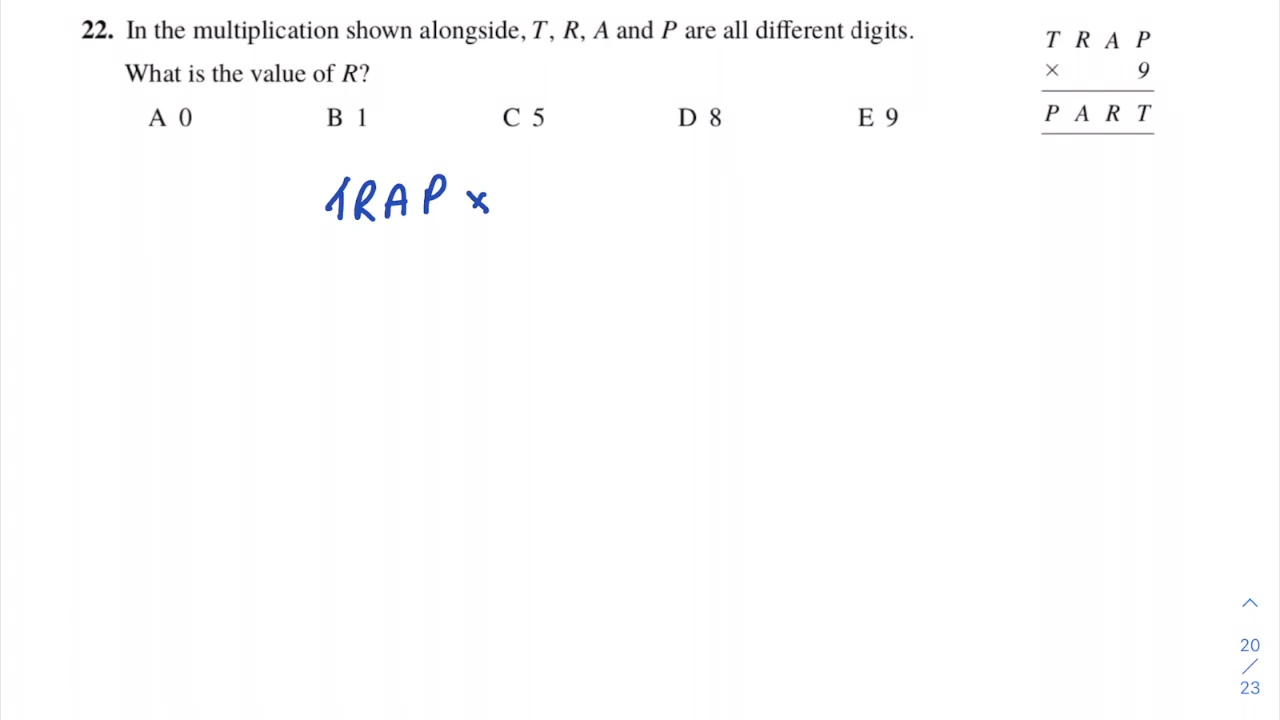 22. In the multiplication shown alongside, T, R, A and P are all different digits.
What is the value of R?
A 0 B 1 C 5 D 8 E 9
T R A P
× 9
P A R T
TRAP ×
^
20
/
23